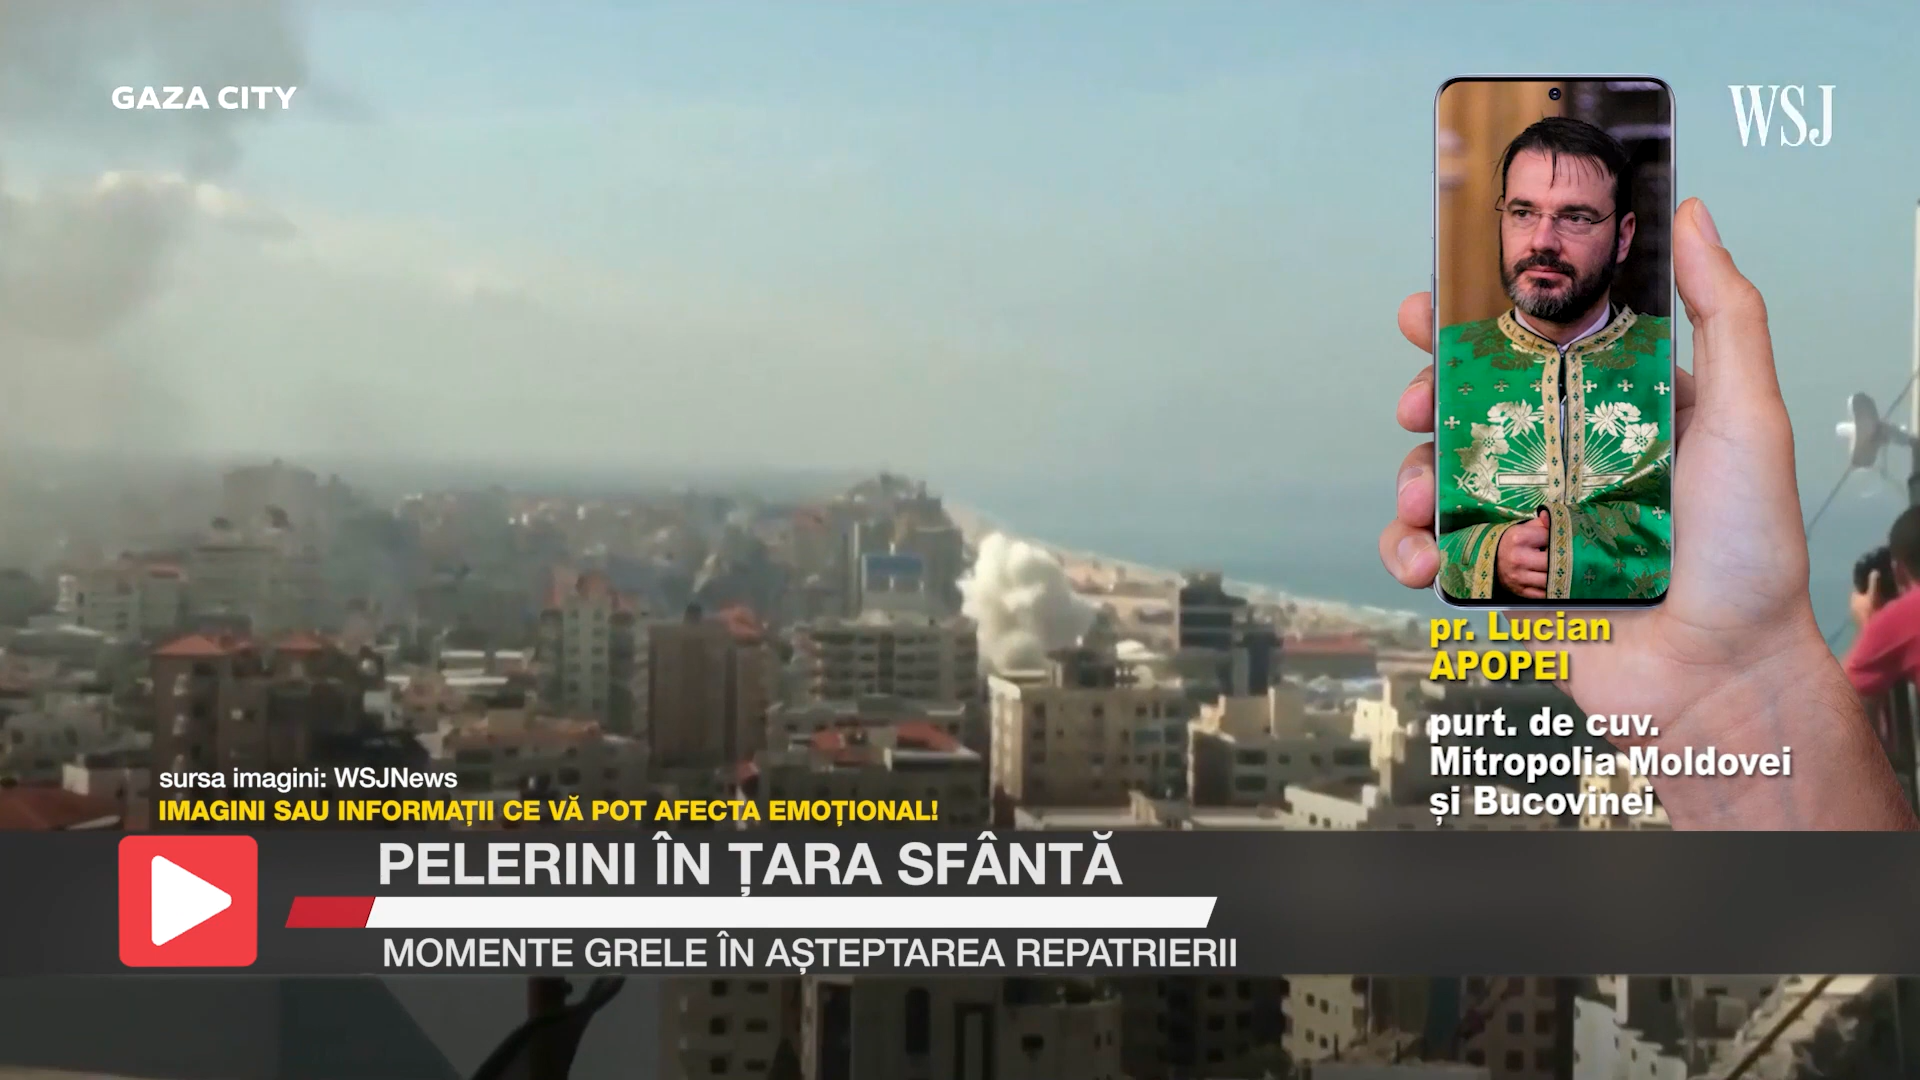 GAZA CITY
WSJ
pr. Lucian
APOPEI
purt. de cuv.
Mitropolia Moldovei
și Bucovinei
sursa imagini: WSJNews
IMAGINI SAU INFORMAȚII CE VĂ POT AFECTA EMOȚIONAL!
PELERINI ÎN ȚARA SFÂNTĂ
MOMENTE GRELE ÎN AȘTEPTAREA REPATRIERII